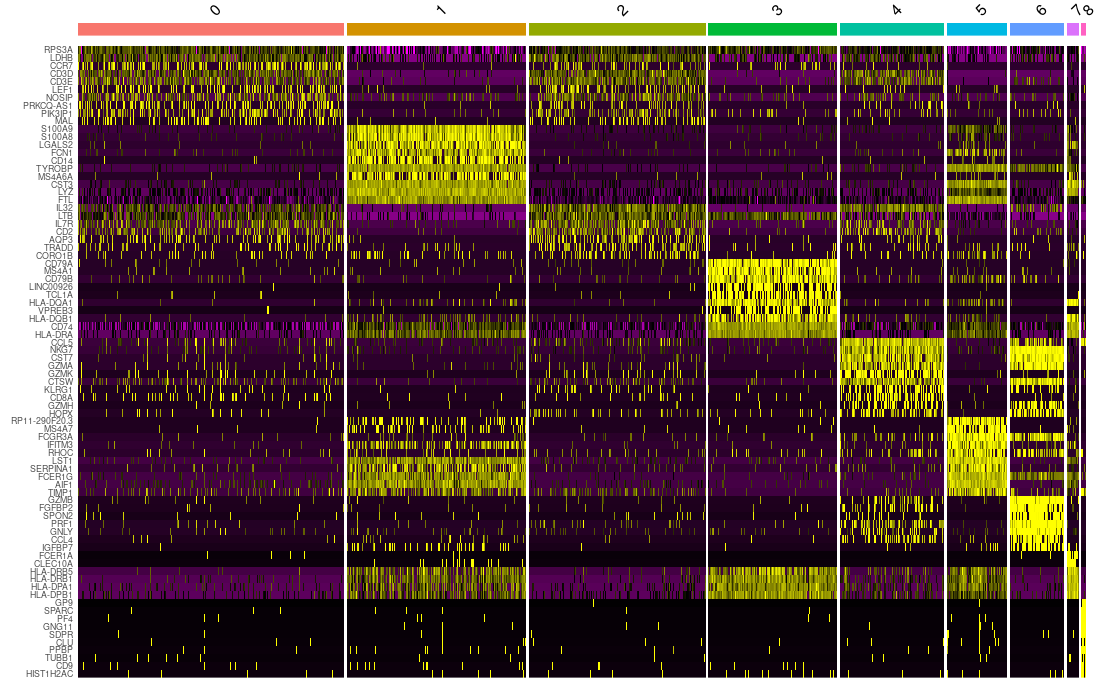 0 1 2 3 4 5 6 7 8
RPS3A
LDHB
CCR7
CD3D
CD3E
LEF1
NOSIP
PRKCQ-AS1
PIK3IP1
MAL
S100A9
S100A8
LGALS2
FCN1
CD14
TYROBP
MS4A6A
CST3
LYZ
FTL
IL32
LTB
IL7R
CD2
AQP3
TRADD
CORO1B
CD79A
MS4A1
CD79B
LINC00926
TCL1A
HLA-DQA1
VPREB3
HLA-DQB1
CD74
HLA-DRA
CCL5
NKG7
CST7
GZMA
GZMK
CTSW
KLRG1
CD8A
GZMH
HOPX
RP11-290F20.3
MS4A7
FCGR3A
IFITM3
RHOC
LST1
SERPINA1
FCER1G
AIF1
TIMP1
GZMB
FGFBP2
SPON2
PRF1
GNLY
CCL4
IGFBP7
FCER1A
CLEC10A
HLA-DRB5
HLA-DRB1
HLA-DPA1
HLA-DPB1
GP9
SPARC
PF4
GNG11
SDPR
CLU
PPBP
TUBB1
CD9
HIST1H2AC